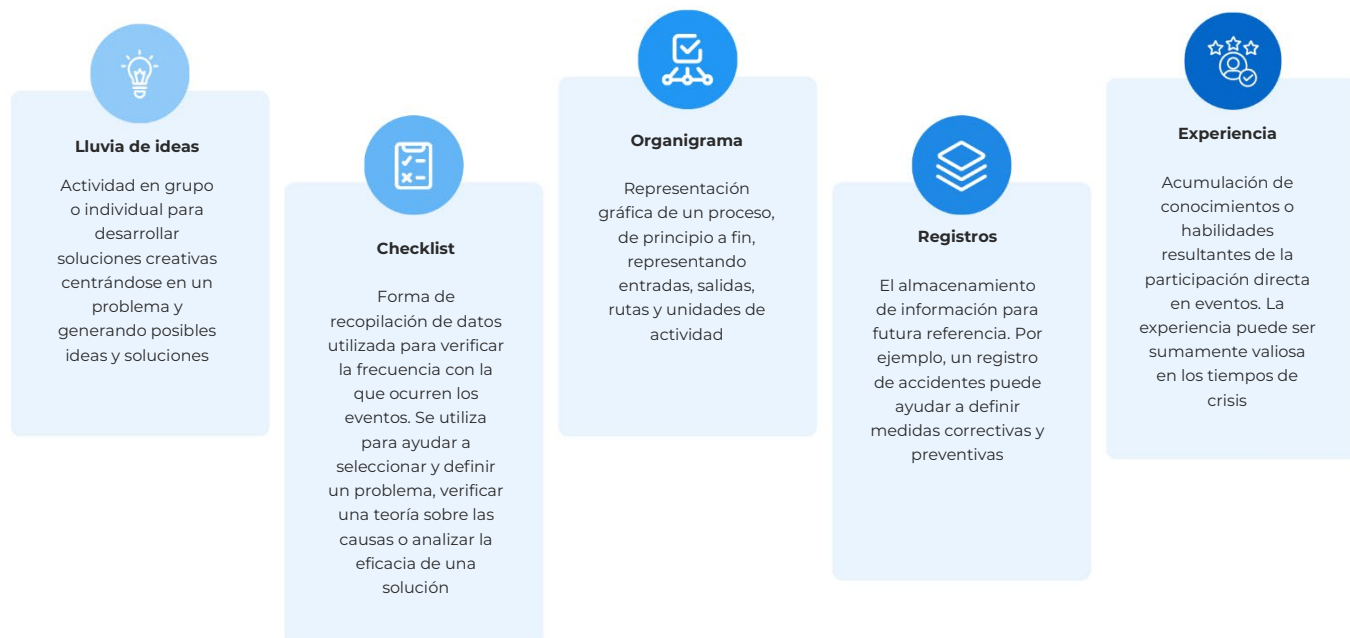 Lluvia de ideas
Actividad en grupo
o individual para
desarrollar
soluciones creativas
centrándose en un
problema y
generando posibles
ideas y soluciones
Checklist
Forma de
recopilación de datos
utilizada para verificar
la frecuencia con la
que ocurren los
eventos. Se utiliza
para ayudar a
seleccionar y definir
un problema, verificar
una teoría sobre las
causas o analizar la
eficacia de una
solución
Organigrama
Representación
gráfica de un proceso,
de principio a fin,
representando
entradas, salidas,
rutas y unidades de
actividad
Registros
El almacenamiento
de información para
futura referencia. Por
ejemplo, un registro
de accidentes puede
ayudar a definir
medidas correctivas y
preventivas
Experiencia
Acumulación de
conocimientos o
habilidades
resultantes de la
participación directa
en eventos. La
experiencia puede ser
sumamente valiosa
en los tiempos de
crisis